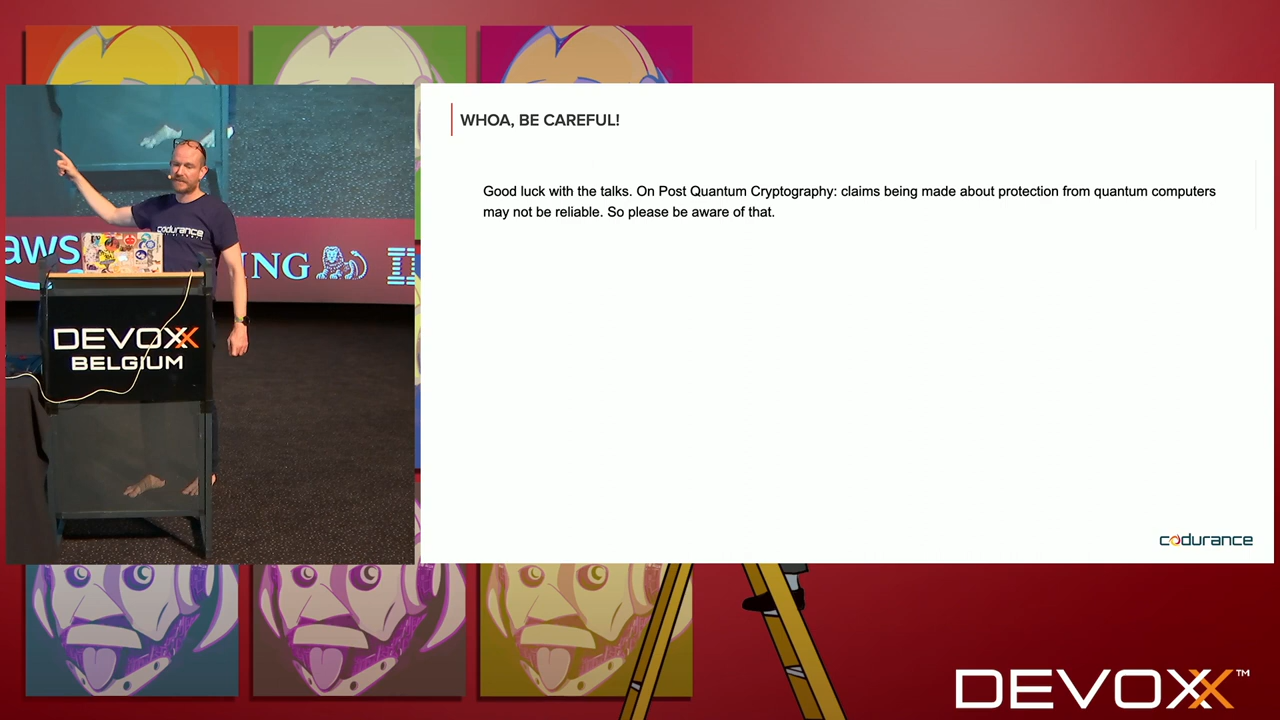 WHOA, BE CAREFUL!
Good luck with the talks. On Post Quantum Cryptography: claims being made about protection from quantum computers
may not be reliable. So please be aware of that.
codurance
codurance
aws
ING
DEVOXX
BELGIUM
DEVOXX™